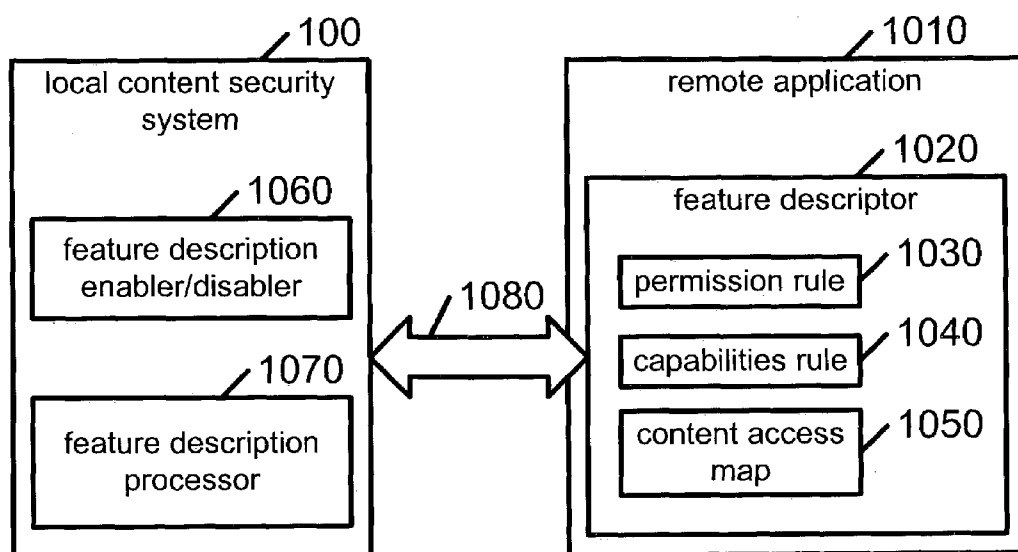 100
local content security
system
1060
feature description
enabler/disabler
1070
feature description
processor
1080
1010
remote application
1020
feature descriptor
1030
permission rule
1040
capabilities rule
1050
content access
map